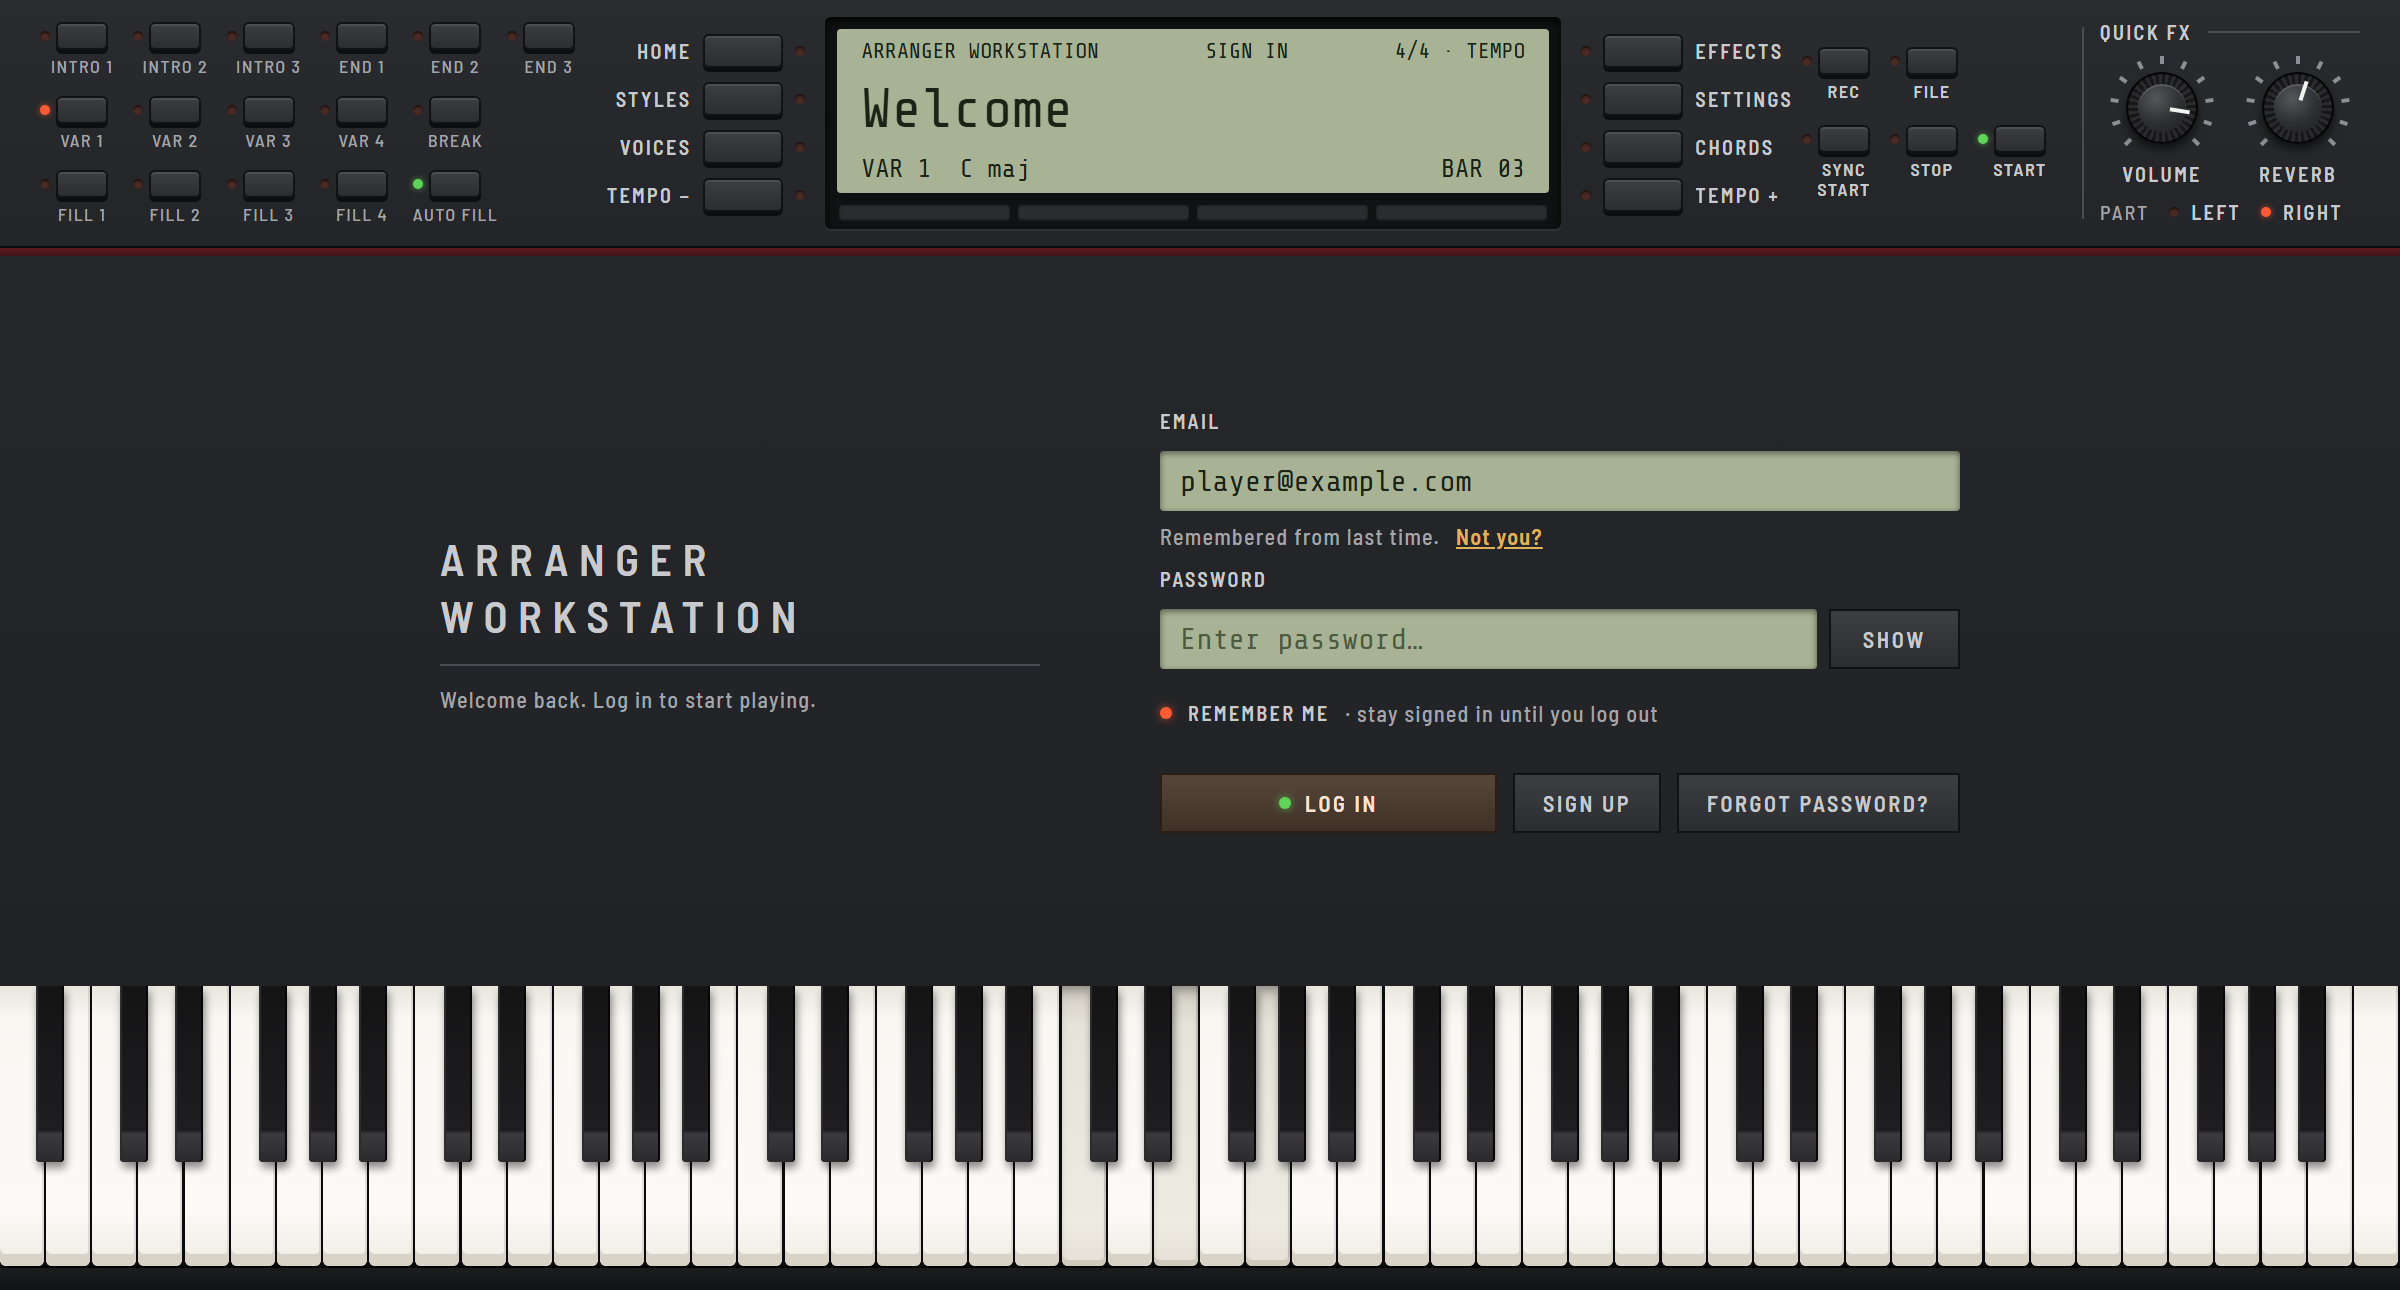 INTRO 1 INTRO 2 INTRO 3 END 1 END 2 END 3
VAR 1 VAR 2 VAR 3 VAR 4 BREAK
FILL 1 FILL 2 FILL 3 FILL 4 AUTO FILL
HOME
STYLES
VOICES
TEMPO –
ARRANGER WORKSTATION SIGN IN 4/4 · TEMPO
Welcome
VAR 1 C maj BAR 03
EFFECTS
SETTINGS
CHORDS
TEMPO +
REC FILE
SYNC START STOP START
QUICK FX
VOLUME REVERB
PART LEFT RIGHT
ARRANGER
WORKSTATION
Welcome back. Log in to start playing.
EMAIL
player@example.com
Remembered from last time. Not you?
PASSWORD
Enter password… SHOW
REMEMBER ME · stay signed in until you log out
LOG IN SIGN UP FORGOT PASSWORD?